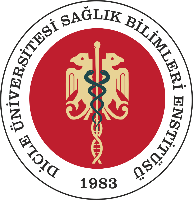 DİCLE ÜNİVERSİTESİ SAĞLIK BİLİMLERİ ENSTİTÜSÜ
1983